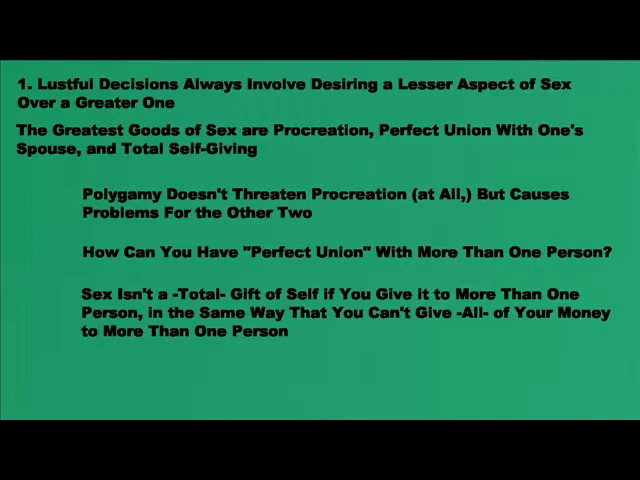 1. Lustful Decisions Always Involve Desiring a Lesser Aspect of Sex
Over a Greater One
The Greatest Goods of Sex are Procreation, Perfect Union With One's
Spouse, and Total Self-Giving
Polygamy Doesn't Threaten Procreation (at All,) But Causes
Problems For the Other Two
How Can You Have "Perfect Union" With More Than One Person?
Sex Isn't a -Total- Gift of Self if You Give it to More Than One
Person, in the Same Way That You Can't Give -All- of Your Money
to More Than One Person